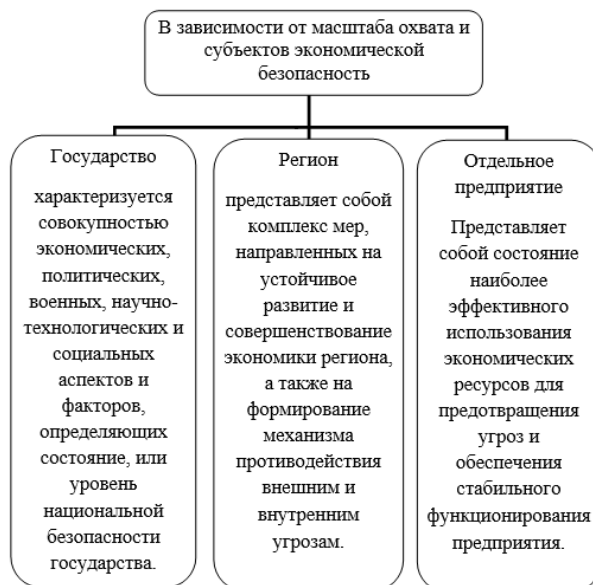 В зависимости от масштаба охвата и
субъектов экономической
безопасность
Государство
характеризуется
совокупностью
экономических,
политических,
военных, научно-
технологических и
социальных
аспектов и
факторов,
определяющих
состояние, или
уровень
национальной
безопасности
государства.
Регион
представляет собой
комплекс мер,
направленных на
устойчивое
развитие и
совершенствование
экономики региона,
а также на
формирование
механизма
противодействия
внешним и
внутренним
угрозам.
Отдельное
предприятие
Представляет
собой состояние
наиболее
эффективного
использования
экономических
ресурсов для
предотвращения
угроз и
обеспечения
стабильного
функционирования
предприятия.